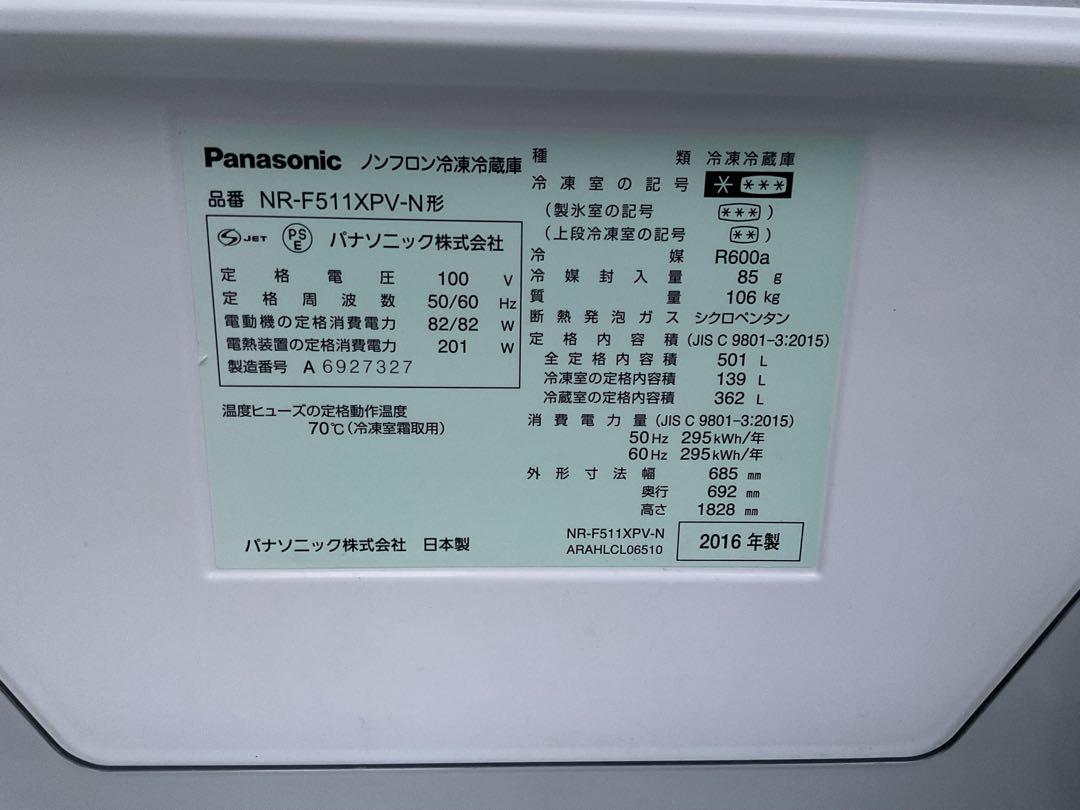 Panasonic ノンフロン冷凍冷蔵庫
品番 NR-F511XPV-N形
JET PSE パナソニック株式会社
定格電圧 100 V
定格周波数 50/60 Hz
電動機の定格消費電力 82/82 W
電熱装置の定格消費電力 201 W
製造番号 A 6927327
温度ヒューズの定格動作温度
70℃(冷凍室霜取用)
パナソニック株式会社 日本製
種類 冷凍冷蔵庫
冷凍室の記号 * ***
(製氷室の記号 ***)
(上段冷凍室の記号 **)
冷媒 R600a
冷媒封入量 85 g
質量 106 kg
断熱発泡ガス シクロペンタン
定格内容積 (JIS C 9801-3:2015)
全定格内容積 501 L
冷凍室の定格内容積 139 L
冷蔵室の定格内容積 362 L
消費電力量 (JIS C 9801-3:2015)
50Hz 295kWh/年
60Hz 295kWh/年
外形寸法幅 685 mm
奥行 692 mm
高さ 1828 mm
NR-F511XPV-N
ARAHLCL06510
2016年製